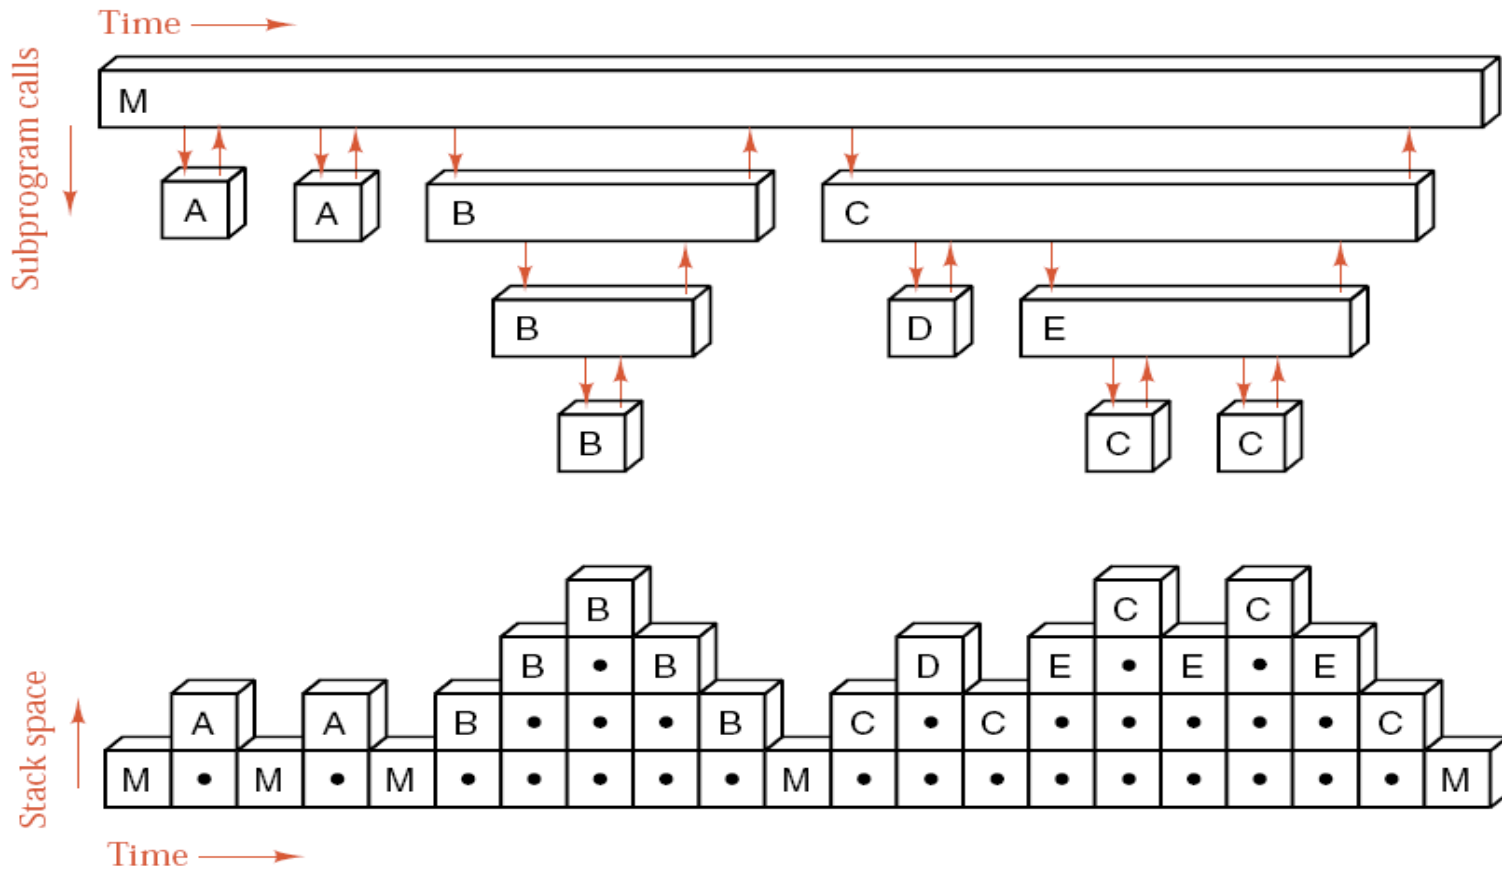 Time
Subprogram calls
M
A A B C
B D E
B C C
Stack space
B C C
B B D E E E
A A B B C C C
M M M M M
Time